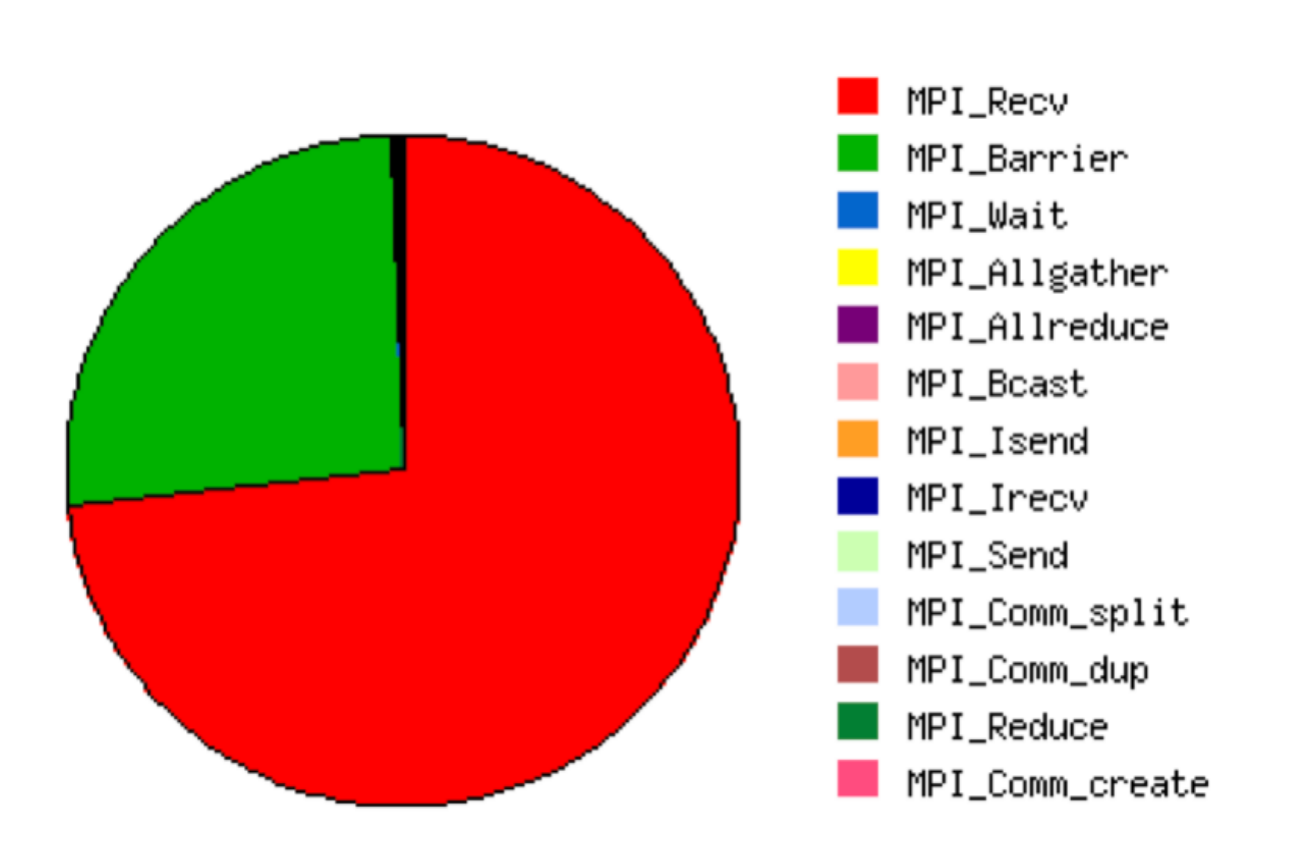 MPI_Recv
MPI_Barrier
MPI_Wait
MPI_Allgather
MPI_Allreduce
MPI_Bcast
MPI_Isend
MPI_Irecv
MPI_Send
MPI_Comm_split
MPI_Comm_dup
MPI_Reduce
MPI_Comm_create